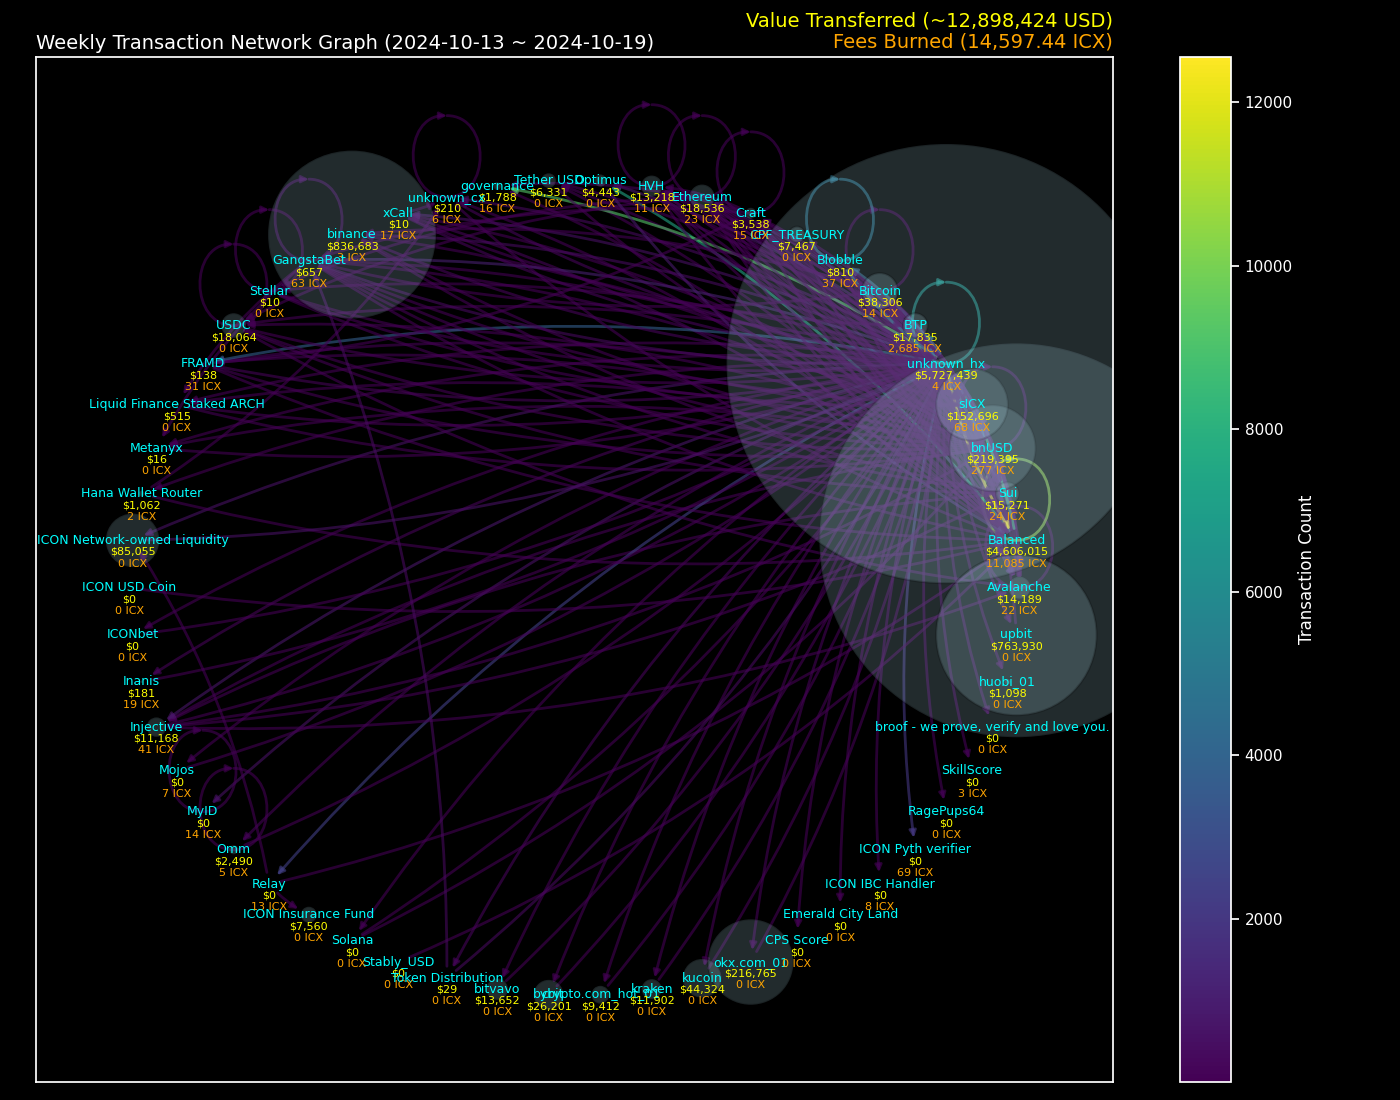 Value Transferred (~12,898,424 USD)
Weekly Transaction Network Graph (2024-10-13 ~ 2024-10-19)
Fees Burned (14,597.44 ICX)
governance
$1,788
16 ICX
Tether USD
$6,331
0 ICX
Optimus
$4,443
0 ICX
HVH
$13,218
11 ICX
Ethereum
$18,536
23 ICX
Craft
$3,538
15 ICX
CPF_TREASURY
$7,467
0 ICX
Blobble
$810
37 ICX
Bitcoin
$38,306
14 ICX
BTP
$17,835
2,685 ICX
unknown_hx
$5,727,439
4 ICX
sICX
$152,696
68 ICX
bnUSD
$219,395
277 ICX
Sui
$15,271
24 ICX
Balanced
$4,606,015
11,085 ICX
Avalanche
$14,189
22 ICX
upbit
$763,930
0 ICX
huobi_01
$1,098
0 ICX
broof - we prove, verify and love you.
$0
0 ICX
SkillScore
$0
3 ICX
RagePups64
$0
0 ICX
ICON Pyth verifier
$0
69 ICX
ICON IBC Handler
$0
8 ICX
Emerald City Land
$0
0 ICX
CPS Score
$0
0 ICX
okx.com_01
$216,765
0 ICX
kucoin
$44,324
0 ICX
kraken
$11,902
0 ICX
$9,412
0 ICX
$26,201
0 ICX
bitvavo
$13,652
0 ICX
Token Distribution
$29
0 ICX
Stably_USD
$0
0 ICX
Solana
$0
0 ICX
ICON Insurance Fund
$7,560
0 ICX
Relay
$0
13 ICX
Omm
$2,490
5 ICX
MyID
$0
14 ICX
Mojos
$0
7 ICX
Injective
$11,168
41 ICX
Inanis
$181
19 ICX
ICONbet
$0
0 ICX
ICON USD Coin
$0
0 ICX
ICON Network-owned Liquidity
$85,055
0 ICX
Hana Wallet Router
$1,062
2 ICX
Metanyx
$16
0 ICX
Liquid Finance Staked ARCH
$515
0 ICX
FRAMD
$138
31 ICX
USDC
$18,064
0 ICX
Stellar
$10
0 ICX
GangstaBet
$657
63 ICX
binance
$836,683
ICX
xCall
$10
17 ICX
unknown_cx
$210
6 ICX
12000
10000
8000
6000
4000
2000
Transaction Count